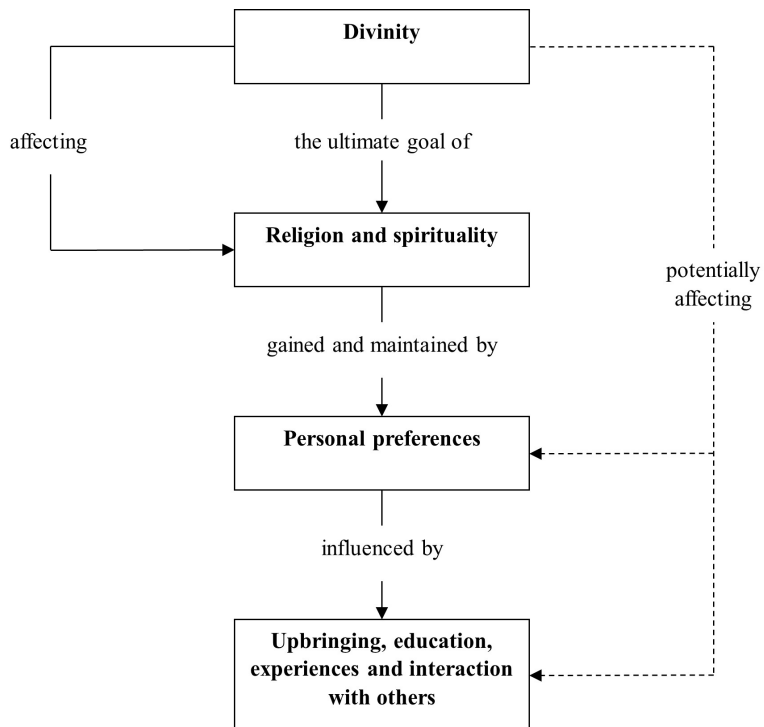 Divinity
affecting
the ultimate goal of
Religion and spirituality
potentially
affecting
gained and maintained by
Personal preferences
influenced by
Upbringing, education,
experiences and interaction
with others